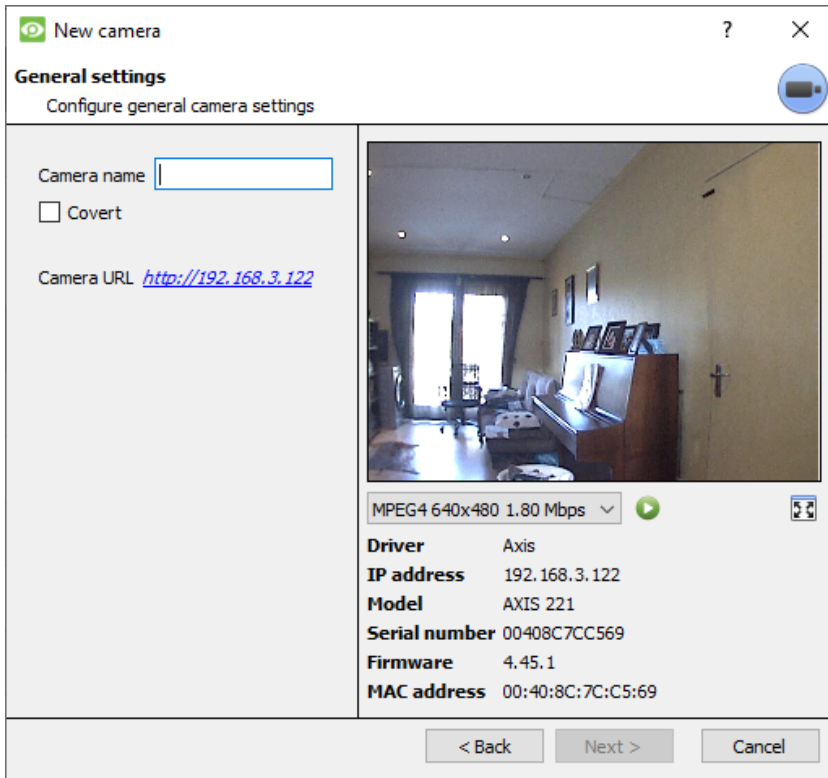 New camera
General settings
Configure general camera settings
Camera name
Covert
Camera URL http://192.168.3.122
MPEG4 640x480 1.80 Mbps
Driver Axis
IP address 192.168.3.122
Model AXIS 221
Serial number 00408C7CC569
Firmware 4.45.1
MAC address 00:40:8C:7C:C5:69
< Back Next > Cancel